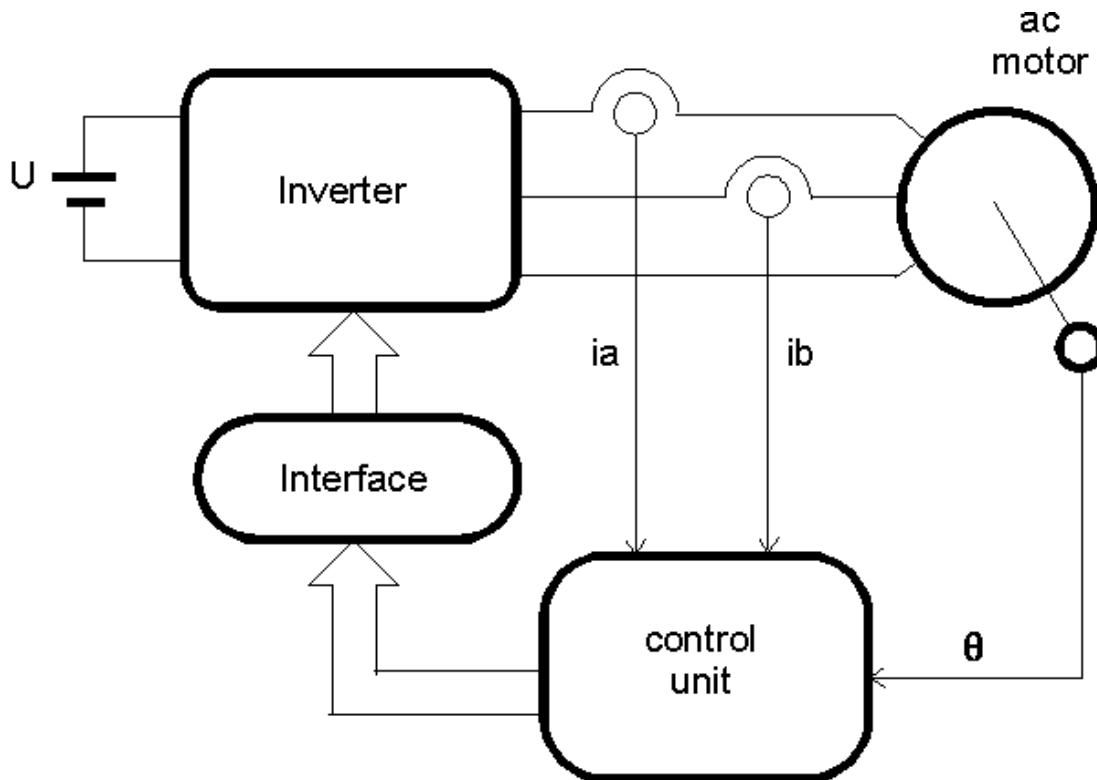 ac
motor
U
Inverter
ia
ib
Interface
control
unit
θ